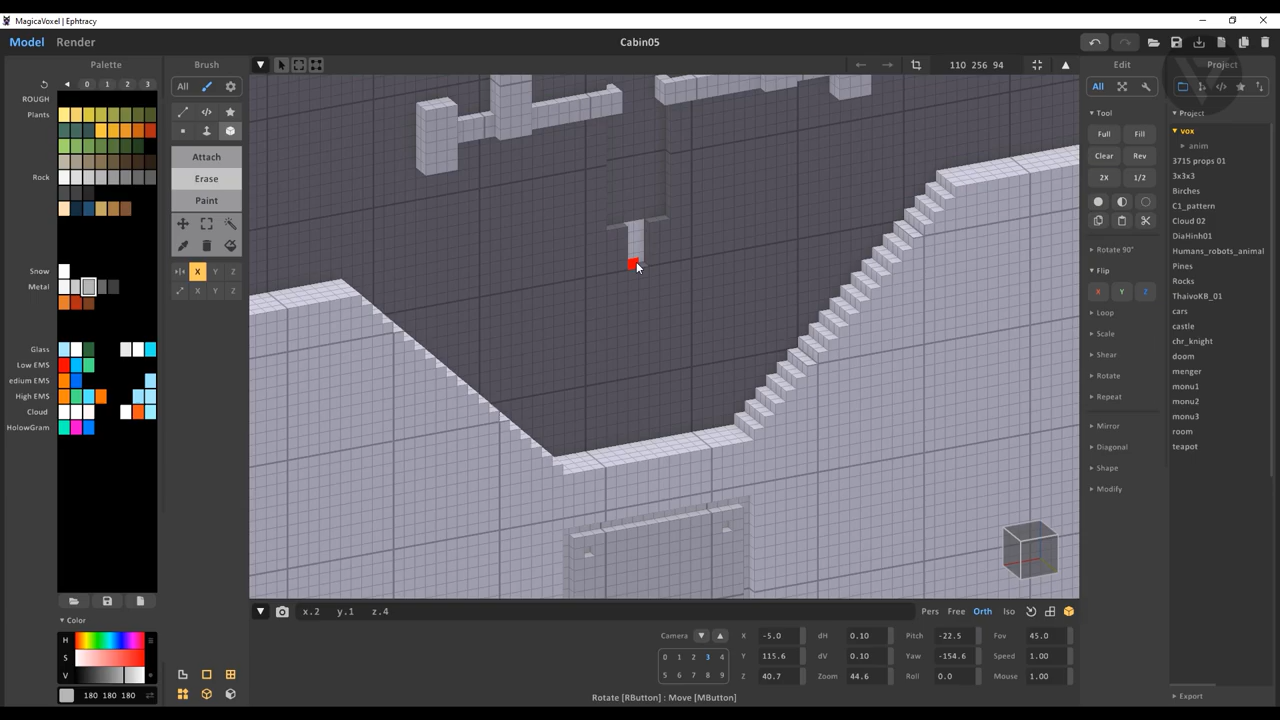 MagicaVoxel | Ephtracy
Model Render
Cabin05
Palette
Brush
Edit
Project
0 1 2 3
All
110 256 94
All
ROUGH
Plants
Rock
Snow
Metal
Glass
Low EMS
edium EMS
High EMS
Cloud
HolowGram
Attach
Erase
Paint
X Y Z
X Y Z
Tool
Full Fill
Clear Rev
2X 1/2
Rotate 90°
Flip
X Y Z
Loop
Scale
Shear
Rotate
Repeat
Mirror
Diagonal
Shape
Modify
Project
vox
anim
3715 props 01
3x3x3
Birches
C1_pattern
Cloud 02
DiaHinh01
Humans_robots_animal
Pines
Rocks
ThaivoKB_01
cars
castle
chr_knight
doom
menger
monu1
monu2
monu3
room
teapot
Export
x.2 y.1 z.4
Pers Free Orth Iso
Camera X -5.0 dH 0.10 Pitch -22.5 Fov 45.0
0 1 2 3 4 Y 115.6 dV 0.10 Yaw -154.6 Speed 1.00
5 6 7 8 9 Z 40.7 Zoom 44.6 Roll 0.0 Mouse 1.00
Rotate [RButton] : Move [MButton]
Color
H
S
V
180 180 180